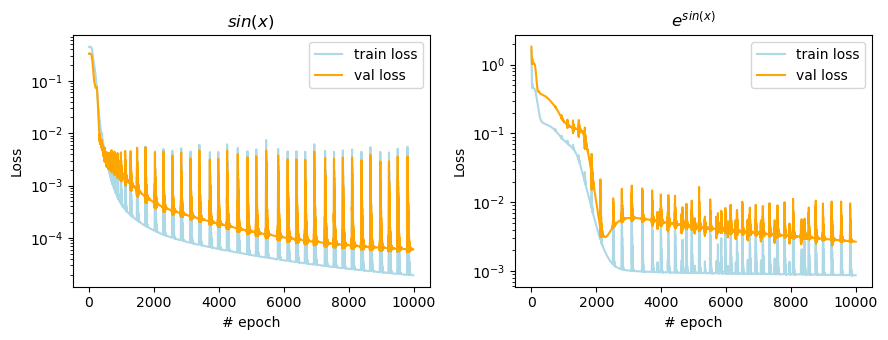 sin(x)
train loss
val loss
Loss
10⁻¹
10⁻²
10⁻³
10⁻⁴
0
2000
4000
6000
8000
10000
# epoch
e^sin(x)
train loss
val loss
Loss
10⁰
10⁻¹
10⁻²
10⁻³
0
2000
4000
6000
8000
10000
# epoch